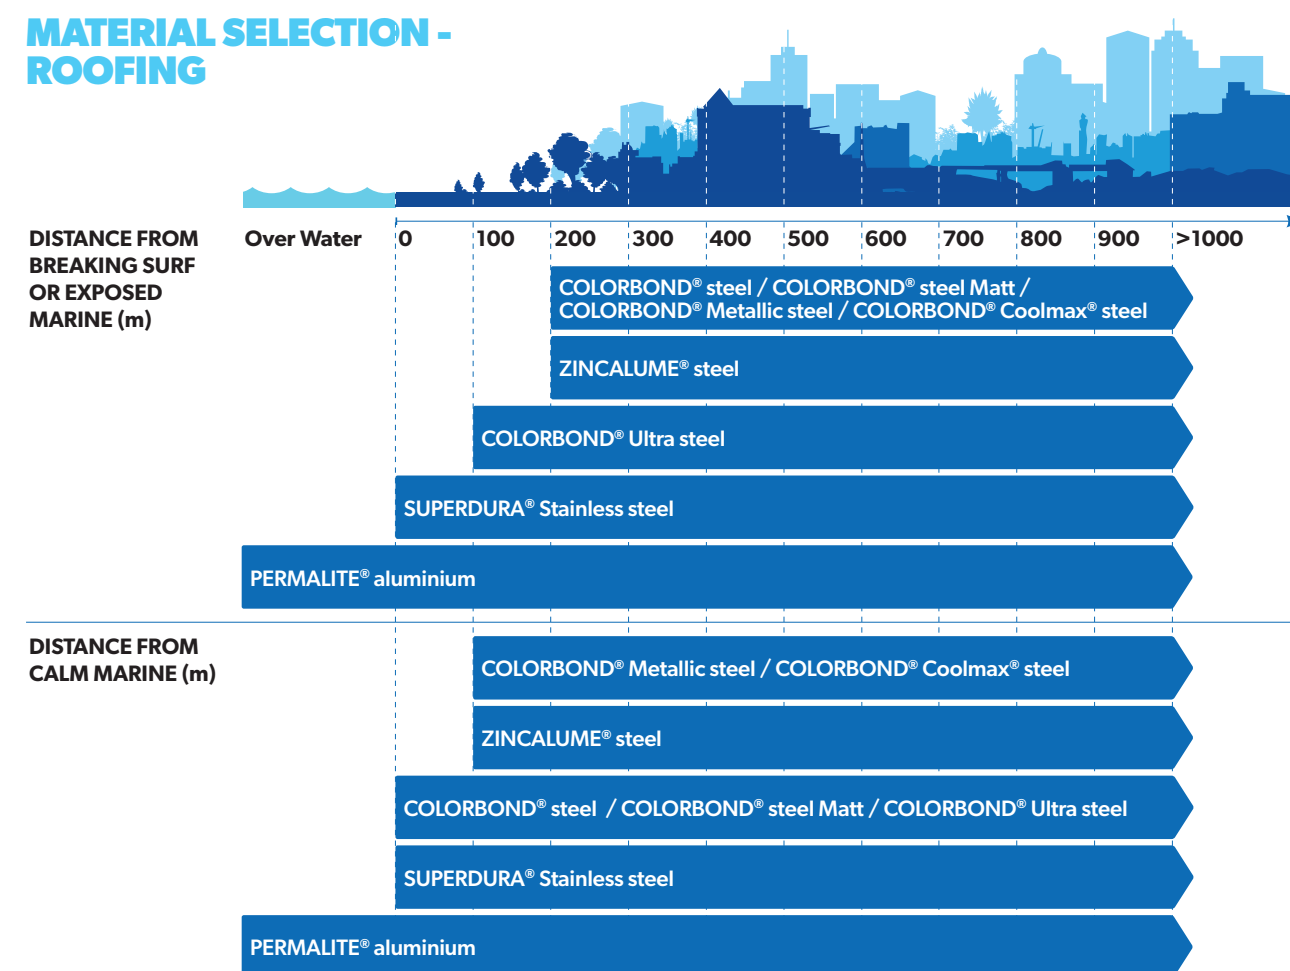 MATERIAL SELECTION -
ROOFING
DISTANCE FROM
BREAKING SURF
OR EXPOSED
MARINE (m)
Over Water 0 100 200 300 400 500 600 700 800 900 >1000
COLORBOND® steel / COLORBOND® steel Matt /
COLORBOND® Metallic steel / COLORBOND® Coolmax® steel
ZINCALUME® steel
COLORBOND® Ultra steel
SUPERDURA® Stainless steel
PERMALITE® aluminium
DISTANCE FROM
CALM MARINE (m)
COLORBOND® Metallic steel / COLORBOND® Coolmax® steel
ZINCALUME® steel
COLORBOND® steel / COLORBOND® steel Matt / COLORBOND® Ultra steel
SUPERDURA® Stainless steel
PERMALITE® aluminium